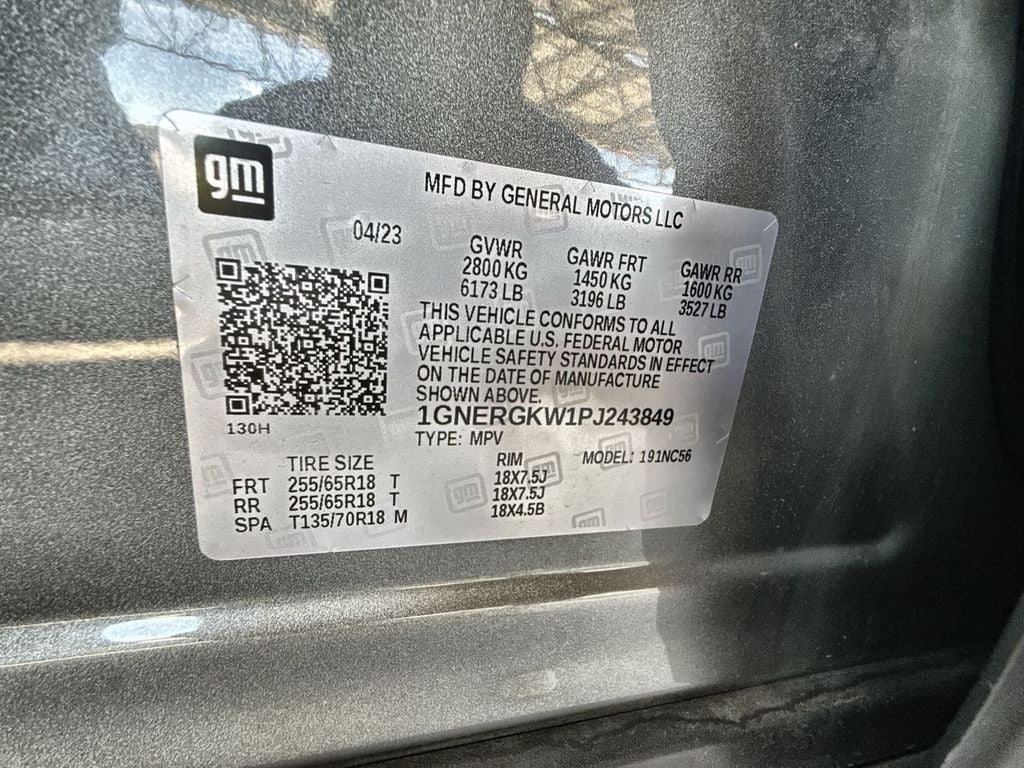 gm
MFD BY GENERAL MOTORS LLC
04/23
GVWR GAWR FRT GAWR RR
2800 KG 1450 KG 1600 KG
6173 LB 3196 LB 3527 LB
THIS VEHICLE CONFORMS TO ALL
APPLICABLE U.S. FEDERAL MOTOR
VEHICLE SAFETY STANDARDS IN EFFECT
ON THE DATE OF MANUFACTURE
SHOWN ABOVE.
1GNERGKW1PJ243849
130H
TYPE: MPV
TIRE SIZE RIM MODEL: 191NC56
FRT 255/65R18 T 18X7.5J
RR 255/65R18 T 18X7.5J
SPA T135/70R18 M 18X4.5B